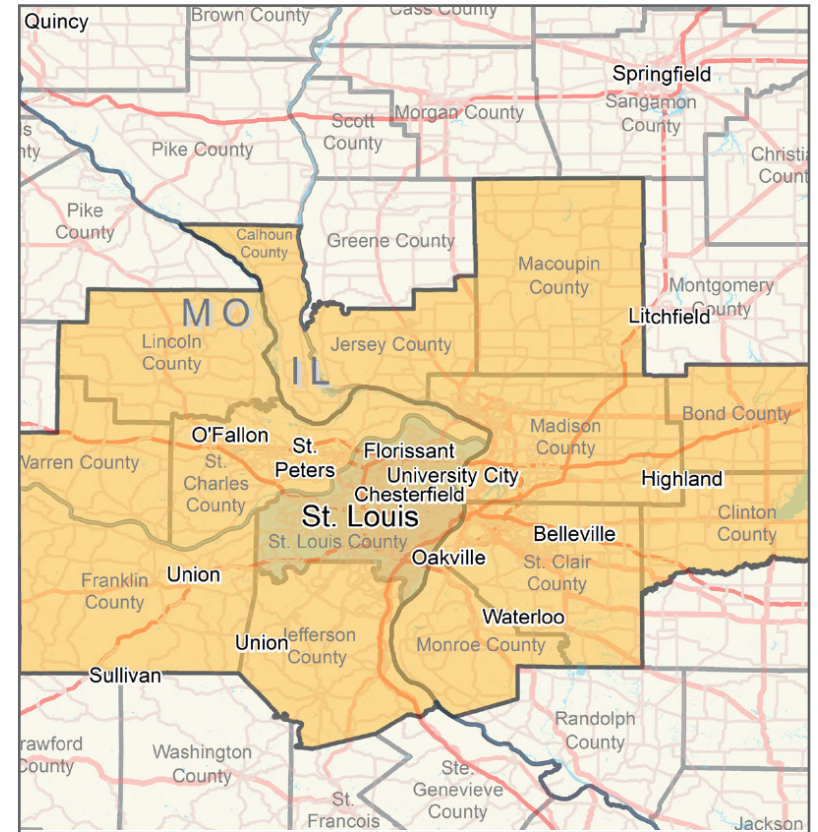 Quincy
Brown County
Cass County
Springfield
Sangamon
County
Morgan County
Scott
County
Pike County
Christi
Count
Pike
County
Calhoun
County
Greene County
Macoupin
County
Montgomery
County
Litchfield
MO
Lincoln
County
Jersey County
IL
Bond County
Madison
County
O'Fallon
St.
Peters
Florissant
Warren County
St.
Charles
County
University City
Highland
Chesterfield
St. Louis
Clinton
County
St. Louis County
Belleville
Oakville
St. Clair
County
Union
Franklin
County
Waterloo
Union
Jefferson
County
Monroe County
Sullivan
Randolph
County
rawford
County
Washington
County
Ste.
Genevieve
County
St.
Francois
Jackson